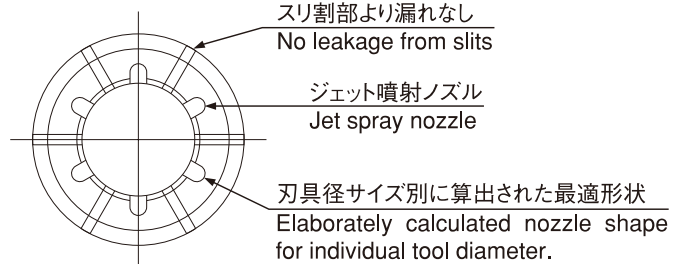 スリ割部より漏れなし
No leakage from slits
ジェット噴射ノズル
Jet spray nozzle
刃具径サイズ別に算出された最適形状
Elaborately calculated nozzle shape
for individual tool diameter.